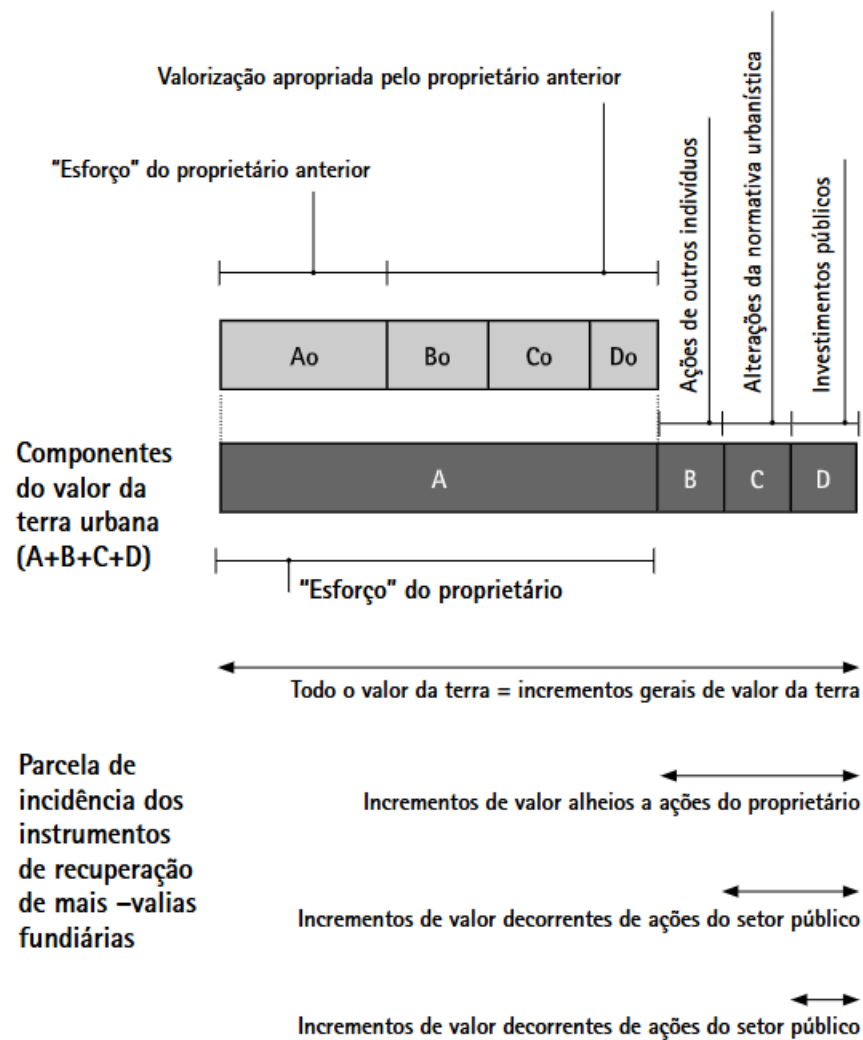 Valorização apropriada pelo proprietário anterior
"Esforço" do proprietário anterior
Ações de outros indivíduos
Alterações da normativa urbanística
Investimentos públicos
Ao
Bo
Co
Do
Componentes
do valor da
terra urbana
(A+B+C+D)
A
B
C
D
"Esforço" do proprietário
Todo o valor da terra = incrementos gerais de valor da terra
Parcela de
incidência dos
instrumentos
de recuperação
de mais –valias
fundiárias
Incrementos de valor alheios a ações do proprietário
Incrementos de valor decorrentes de ações do setor público
Incrementos de valor decorrentes de ações do setor público